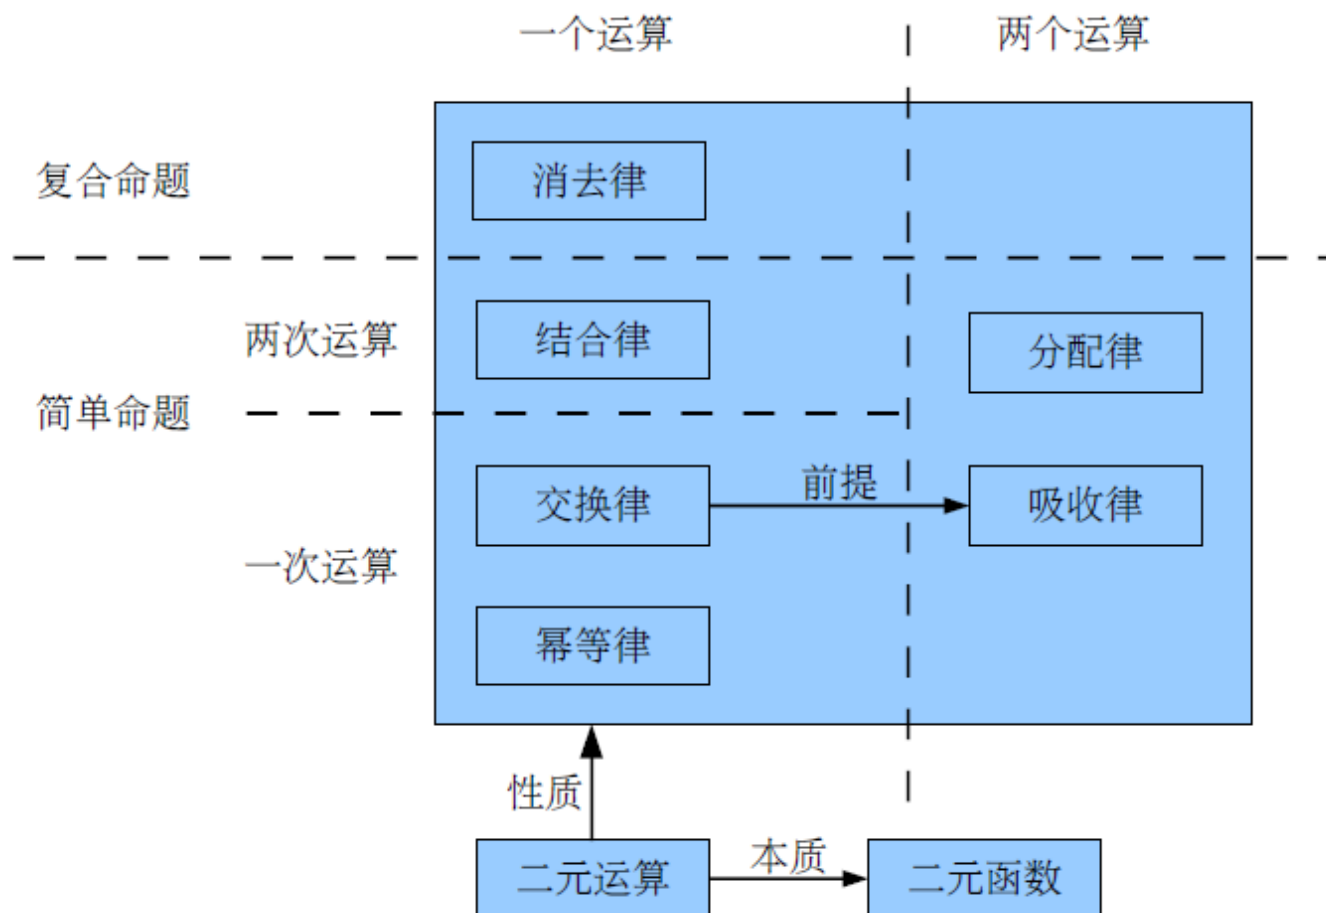 一个运算
两个运算
复合命题
消去律
两次运算
结合律
分配律
简单命题
交换律
前提
吸收律
一次运算
幂等律
性质
二元运算
本质
二元函数